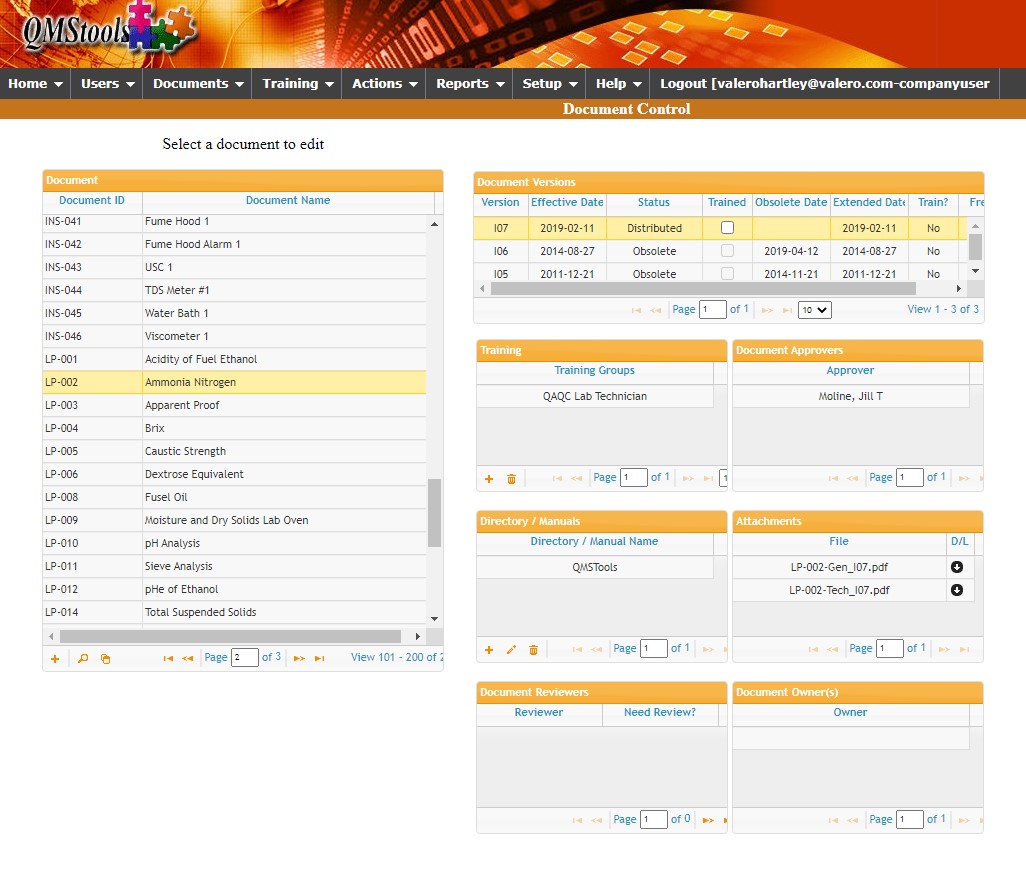 QMStools
Home Users Documents Training Actions Reports Setup Help Logout [valerohartley@valero.com-companyuser
Document Control
Select a document to edit
Document
Document ID Document Name
INS-041 Fume Hood 1
INS-042 Fume Hood Alarm 1
INS-043 USC 1
INS-044 TDS Meter #1
INS-045 Water Bath 1
INS-046 Viscometer 1
LP-001 Acidity of Fuel Ethanol
LP-002 Ammonia Nitrogen
LP-003 Apparent Proof
LP-004 Brix
LP-005 Caustic Strength
LP-006 Dextrose Equivalent
LP-008 Fusel Oil
LP-009 Moisture and Dry Solids Lab Oven
LP-010 pH Analysis
LP-011 Sieve Analysis
LP-012 pHe of Ethanol
LP-014 Total Suspended Solids
Page 2 of 3 View 101 - 200 of 2
Document Versions
Version Effective Date Status Trained Obsolete Date Extended Date Train? Fre
I07 2019-02-11 Distributed 2019-02-11 No
I06 2014-08-27 Obsolete 2019-04-12 2014-08-27 No
I05 2011-12-21 Obsolete 2014-11-21 2011-12-21 No
Page 1 of 1 10 View 1 - 3 of 3
Training
Training Groups
QAQC Lab Technician
Page 1 of 1 1
Document Approvers
Approver
Moline, Jill T
Page 1 of 1
Directory / Manuals
Directory / Manual Name
QMSTools
Page 1 of 1
Attachments
File D/L
LP-002-Gen_I07.pdf
LP-002-Tech_I07.pdf
Page 1 of 1
Document Reviewers
Reviewer Need Review?
Page 1 of 0
Document Owner(s)
Owner
Page 1 of 1